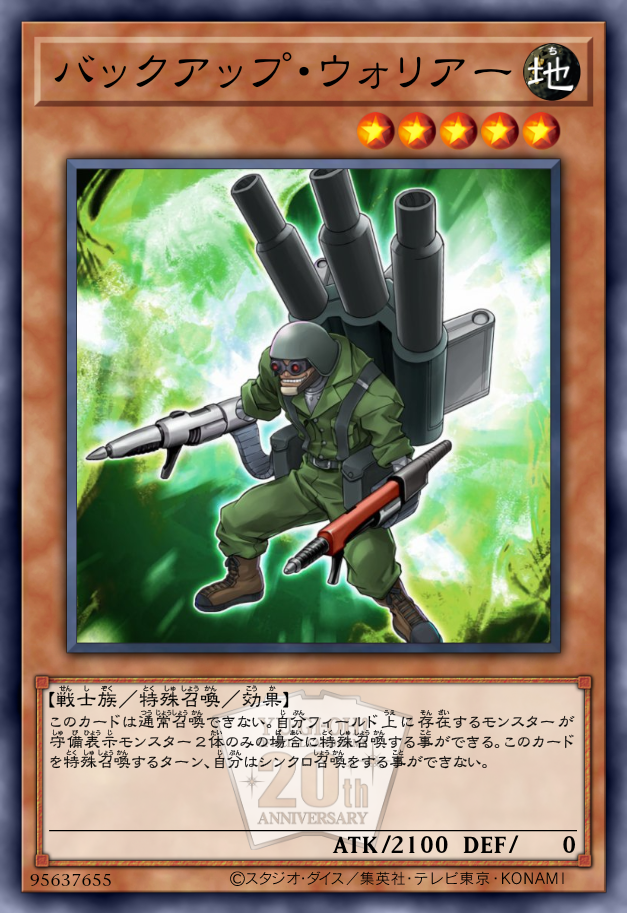 バックアップ・ウォリアー
ち
地
【戦士族／特殊召喚／効果】
このカードは通常召喚できない。自分フィールド上に存在するモンスターが
守備表示モンスター２体のみの場合に特殊召喚する事ができる。このカード
を特殊召喚するターン、自分はシンクロ召喚をする事ができない。
20th
ANNIVERSARY
ATK/2100 DEF/ 0
95637655 ©スタジオ・ダイス／集英社・テレビ東京・KONAMI